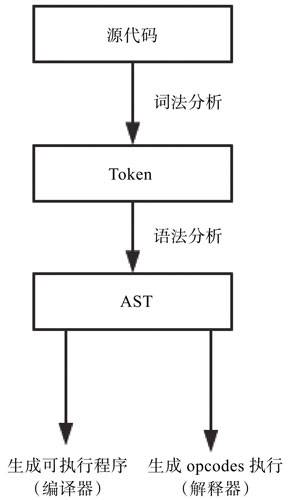 源代码
词法分析
Token
语法分析
AST
生成可执行程序
（编译器）
生成 opcodes 执行
（解释器）